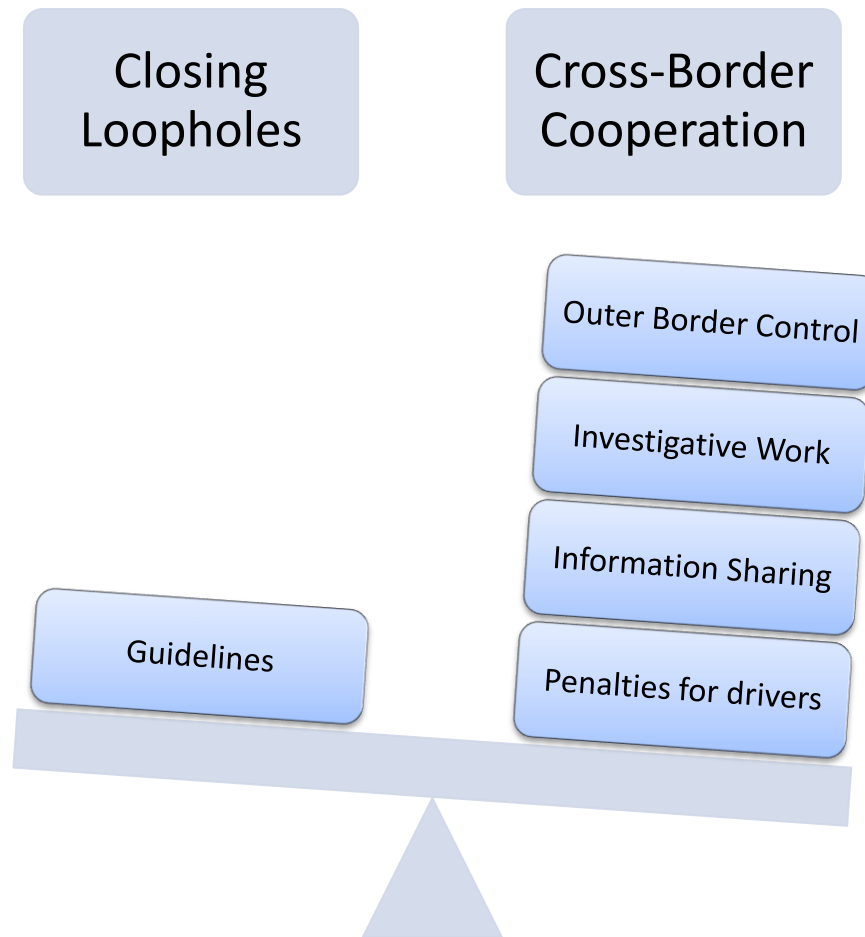 Closing
Loopholes
Cross-Border
Cooperation
Outer Border Control
Investigative Work
Information Sharing
Penalties for drivers
Guidelines